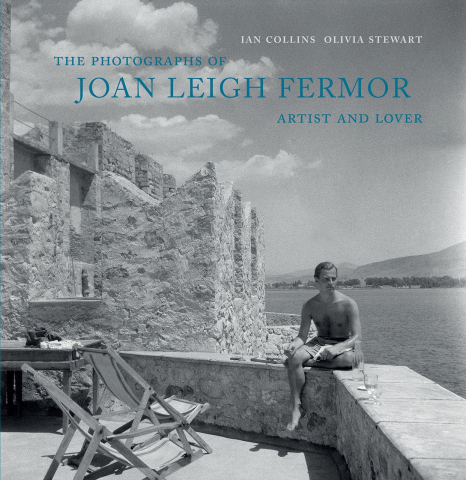 IAN COLLINS OLIVIA STEWART
THE PHOTOGRAPHS OF
JOAN LEIGH FERMOR
ARTIST AND LOVER